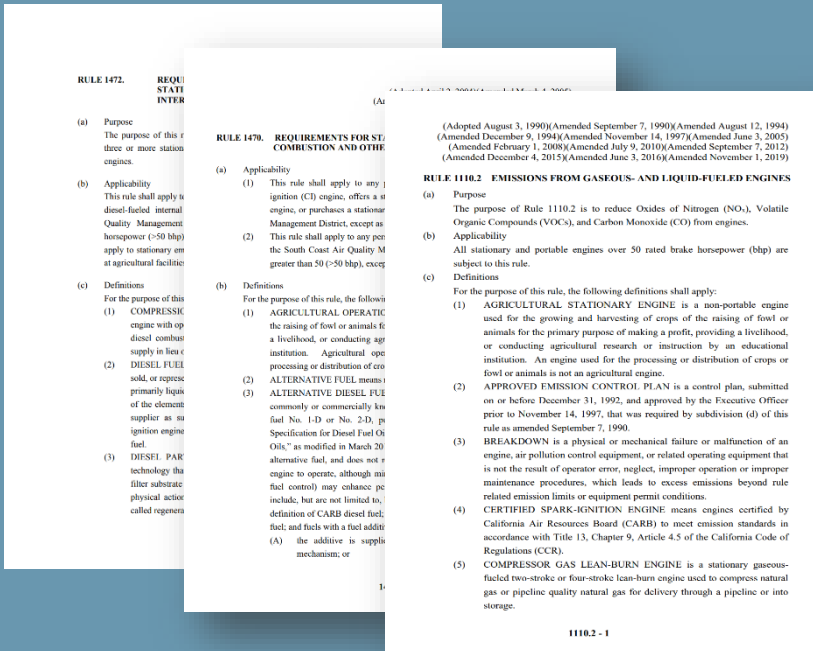 RULE 1472. REQUI
STATI
INTER
(a) Purpose
The purpose of this r
three or more station
engines.
(b) Applicability
This rule shall apply to
diesel-fueled internal
Quality Management
horsepower (>50 bhp)
apply to stationary em
at agricultural facilitie
(c) Definitions
For the purpose of this
(1) COMPRESSIO
engine with op
diesel combust
supply in lieu o
(2) DIESEL FUEL
sold, or represe
primarily liquid
of the element
supplier as su
ignition engine
fuel.
(3) DIESEL PAR
technology tha
filter substrate
physical action
called regenera
(Ar
RULE 1470. REQUIREMENTS FOR STA
COMBUSTION AND OTHE
(a) Applicability
(1) This rule shall apply to any
ignition (CI) engine, offers a s
engine, or purchases a stationar
Management District, except as
(2) This rule shall apply to any per
the South Coast Air Quality M
greater than 50 (>50 bhp), excep
(b) Definitions
For the purpose of this rule, the followin
(1) AGRICULTURAL OPERATIO
the raising of fowl or animals fo
a livelihood, or conducting agr
institution. Agricultural ope
processing or distribution of cro
(2) ALTERNATIVE FUEL means
(3) ALTERNATIVE DIESEL FUE
commonly or commercially kn
fuel No. 1-D or No. 2-D, p
Specification for Diesel Fuel Oi
Oils," as modified in March 20
alternative fuel, and does not r
engine to operate, although mi
fuel control) may enhance pe
include, but are not limited to,
definition of CARB diesel fuel;
fuel; and fuels with a fuel additi
(A) the additive is supplie
mechanism; or
14
(Adopted August 3, 1990)(Amended September 7, 1990)(Amended August 12, 1994)
(Amended December 9, 1994)(Amended November 14, 1997)(Amended June 3, 2005)
(Amended February 1, 2008)(Amended July 9, 2010)(Amended September 7, 2012)
(Amended December 4, 2015)(Amended June 3, 2016)(Amended November 1, 2019)
RULE 1110.2 EMISSIONS FROM GASEOUS- AND LIQUID-FUELED ENGINES
(a) Purpose
The purpose of Rule 1110.2 is to reduce Oxides of Nitrogen (NOx), Volatile
Organic Compounds (VOCs), and Carbon Monoxide (CO) from engines.
(b) Applicability
All stationary and portable engines over 50 rated brake horsepower (bhp) are
subject to this rule.
(c) Definitions
For the purpose of this rule, the following definitions shall apply:
(1) AGRICULTURAL STATIONARY ENGINE is a non-portable engine
used for the growing and harvesting of crops of the raising of fowl or
animals for the primary purpose of making a profit, providing a livelihood,
or conducting agricultural research or instruction by an educational
institution. An engine used for the processing or distribution of crops or
fowl or animals is not an agricultural engine.
(2) APPROVED EMISSION CONTROL PLAN is a control plan, submitted
on or before December 31, 1992, and approved by the Executive Officer
prior to November 14, 1997, that was required by subdivision (d) of this
rule as amended September 7, 1990.
(3) BREAKDOWN is a physical or mechanical failure or malfunction of an
engine, air pollution control equipment, or related operating equipment that
is not the result of operator error, neglect, improper operation or improper
maintenance procedures, which leads to excess emissions beyond rule
related emission limits or equipment permit conditions.
(4) CERTIFIED SPARK-IGNITION ENGINE means engines certified by
California Air Resources Board (CARB) to meet emission standards in
accordance with Title 13, Chapter 9, Article 4.5 of the California Code of
Regulations (CCR).
(5) COMPRESSOR GAS LEAN-BURN ENGINE is a stationary gaseous-
fueled two-stroke or four-stroke lean-burn engine used to compress natural
gas or pipeline quality natural gas for delivery through a pipeline or into
storage.
1110.2 - 1